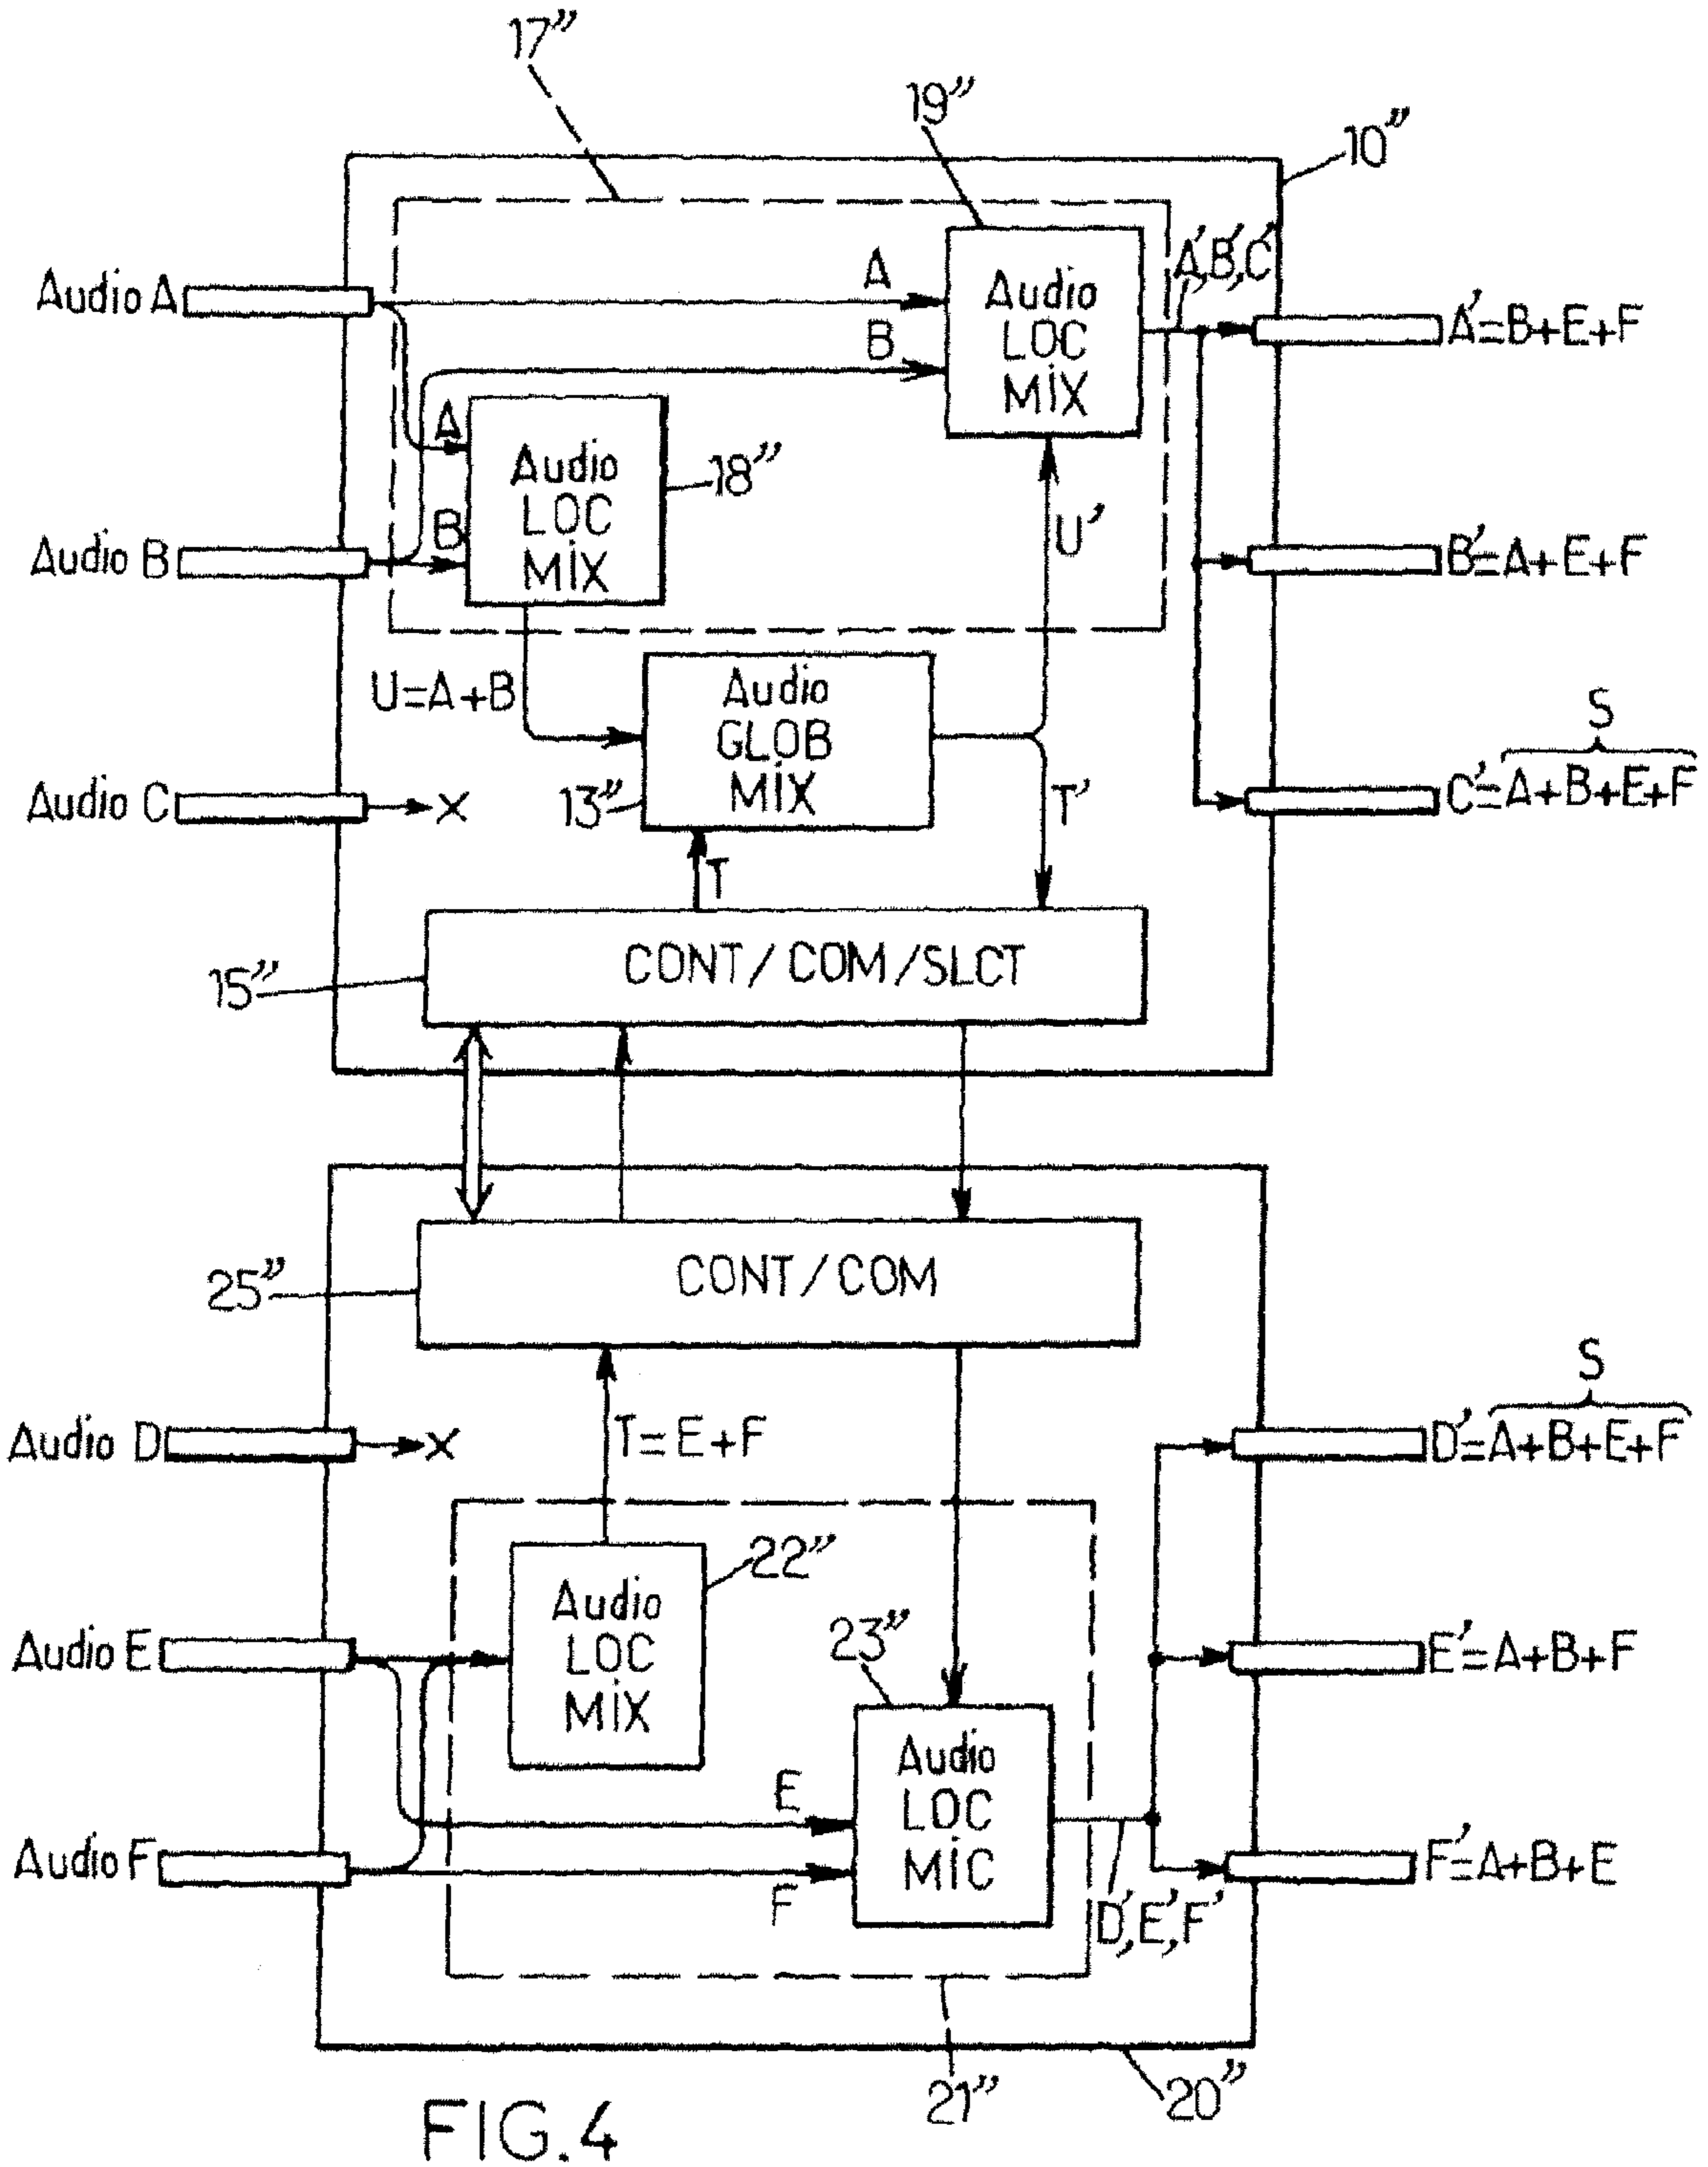 17”
19”
10”
Audio A
A
B
Audio
LOC
MIX
A’,B’,C’
A’=B+E+F
A
B
Audio
LOC
MIX
18”
Audio B
U’
B’=A+E+F
U=A+B
Audio
GLOB
MIX
13”
Audio C
X
T’
S
C’=A+B+E+F
T
CONT/COM/SLCT
15”
CONT/COM
25”
Audio D
X
T=E+F
S
D’=A+B+E+F
Audio
LOC
MIX
22”
Audio E
23”
E’=A+B+F
E
Audio
LOC
MIC
Audio F
F
F’=A+B+E
D’,E’,F’
21”
20”
FIG.4